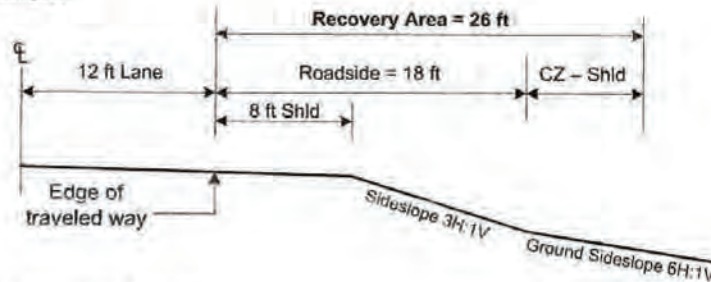 Recovery Area = 26 ft
℄
12 ft Lane
Roadside = 18 ft
CZ – Shld
8 ft Shld
Edge of
traveled way
Sideslope 3H:1V
Ground Sideslope 6H:1V